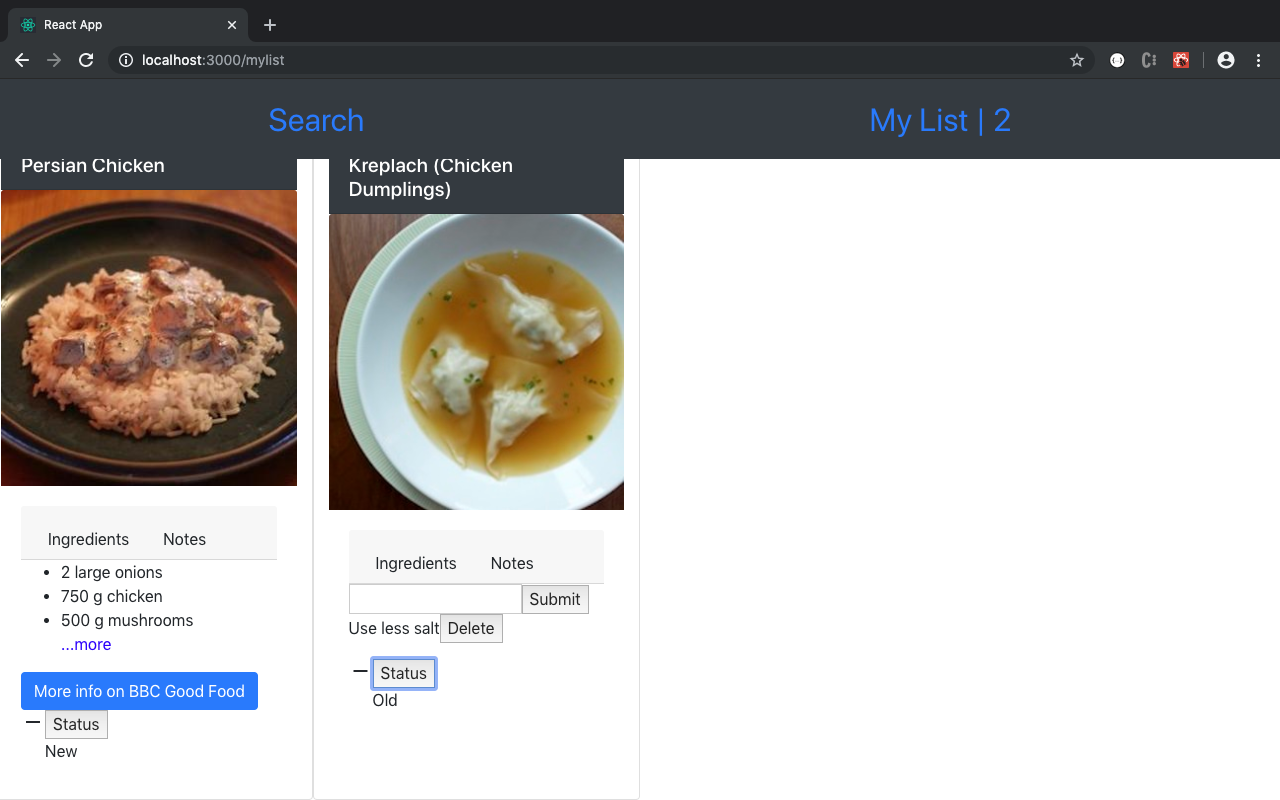 React App
localhost:3000/mylist
Search
My List | 2
Persian Chicken
Ingredients
Notes
• 2 large onions
• 750 g chicken
• 500 g mushrooms
...more
More info on BBC Good Food
Status
New
Kreplach (Chicken
Dumplings)
Ingredients
Notes
Submit
Use less salt Delete
Status
Old